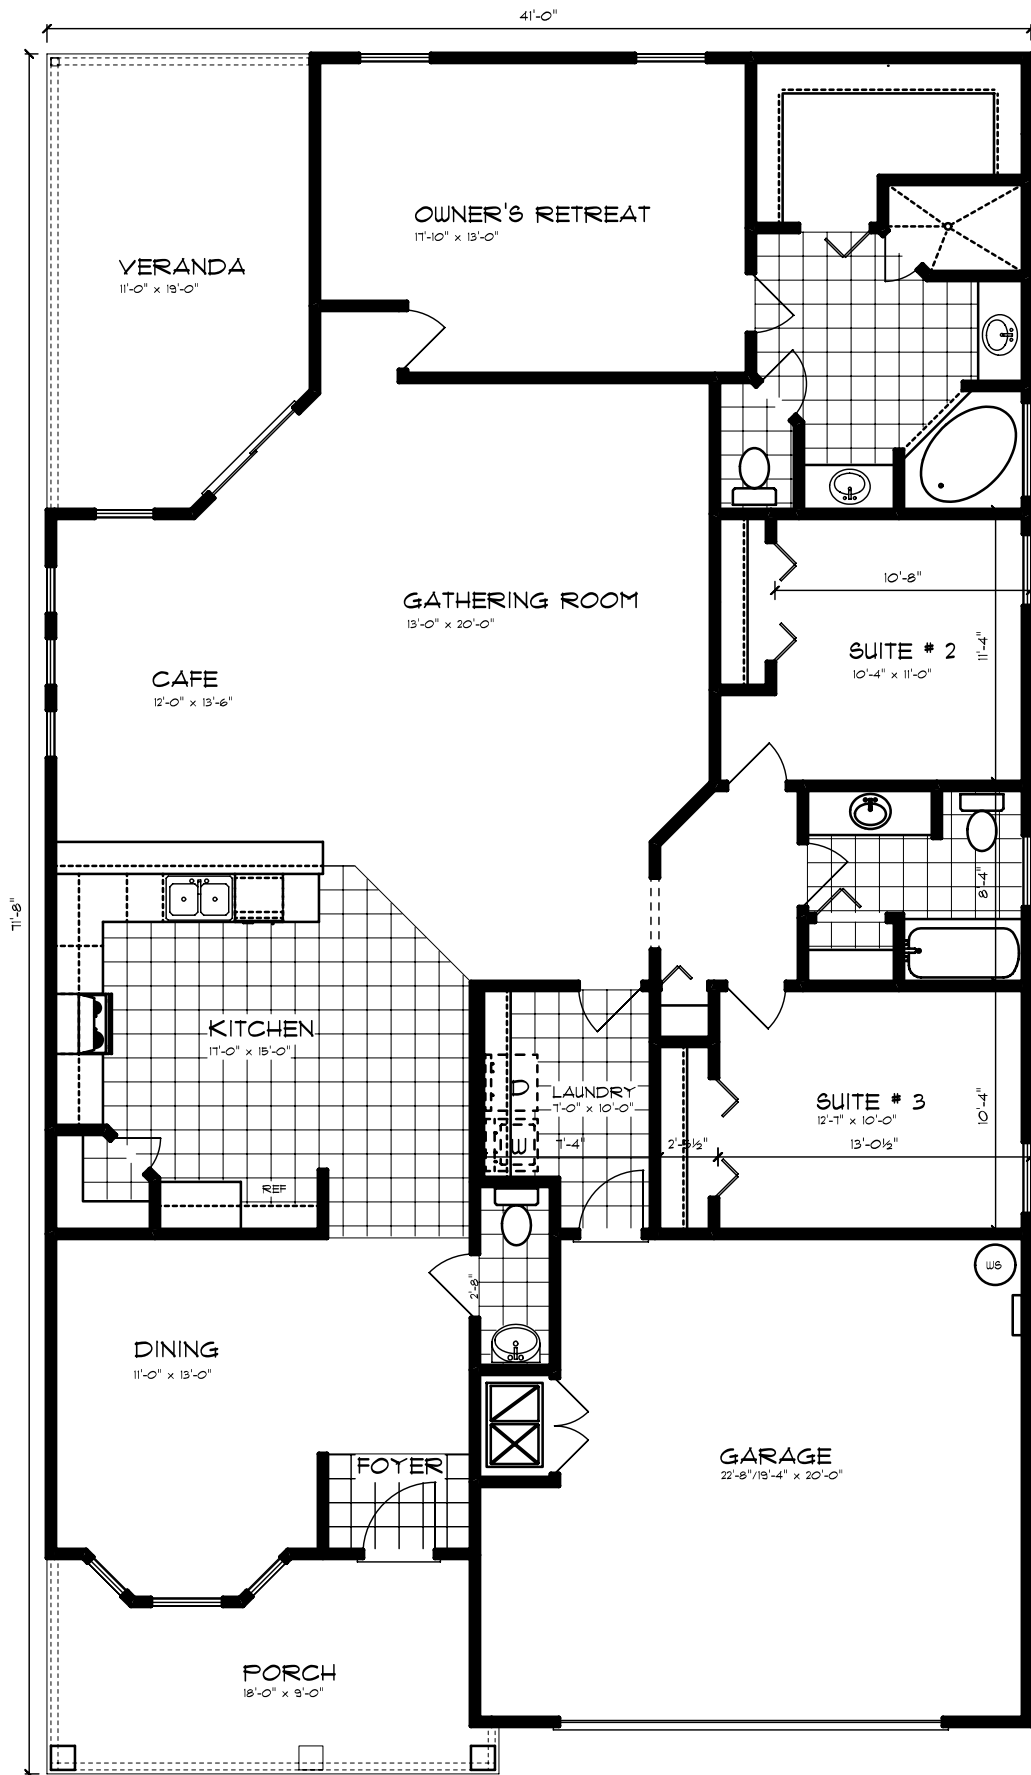 41'-0"
OWNER'S RETREAT
17'-10" x 13'-0"
VERANDA
11'-0" x 19'-0"
GATHERING ROOM
13'-0" x 20'-0"
10'-8"
SUITE # 2
10'-4" x 11'-0"
11'-4"
CAFE
12'-0" x 13'-6"
71'-8"
8'-4"
KITCHEN
17'-0" x 15'-0"
D
LAUNDRY
7'-0" x 10'-0"
W
7'-4"
SUITE # 3
12'-7" x 10'-0"
13'-0½"
10'-4"
REF
WS
2'-8"
DINING
11'-0" x 13'-0"
FOYER
GARAGE
22'-8"/19'-4" x 20'-0"
PORCH
18'-0" x 9'-0"